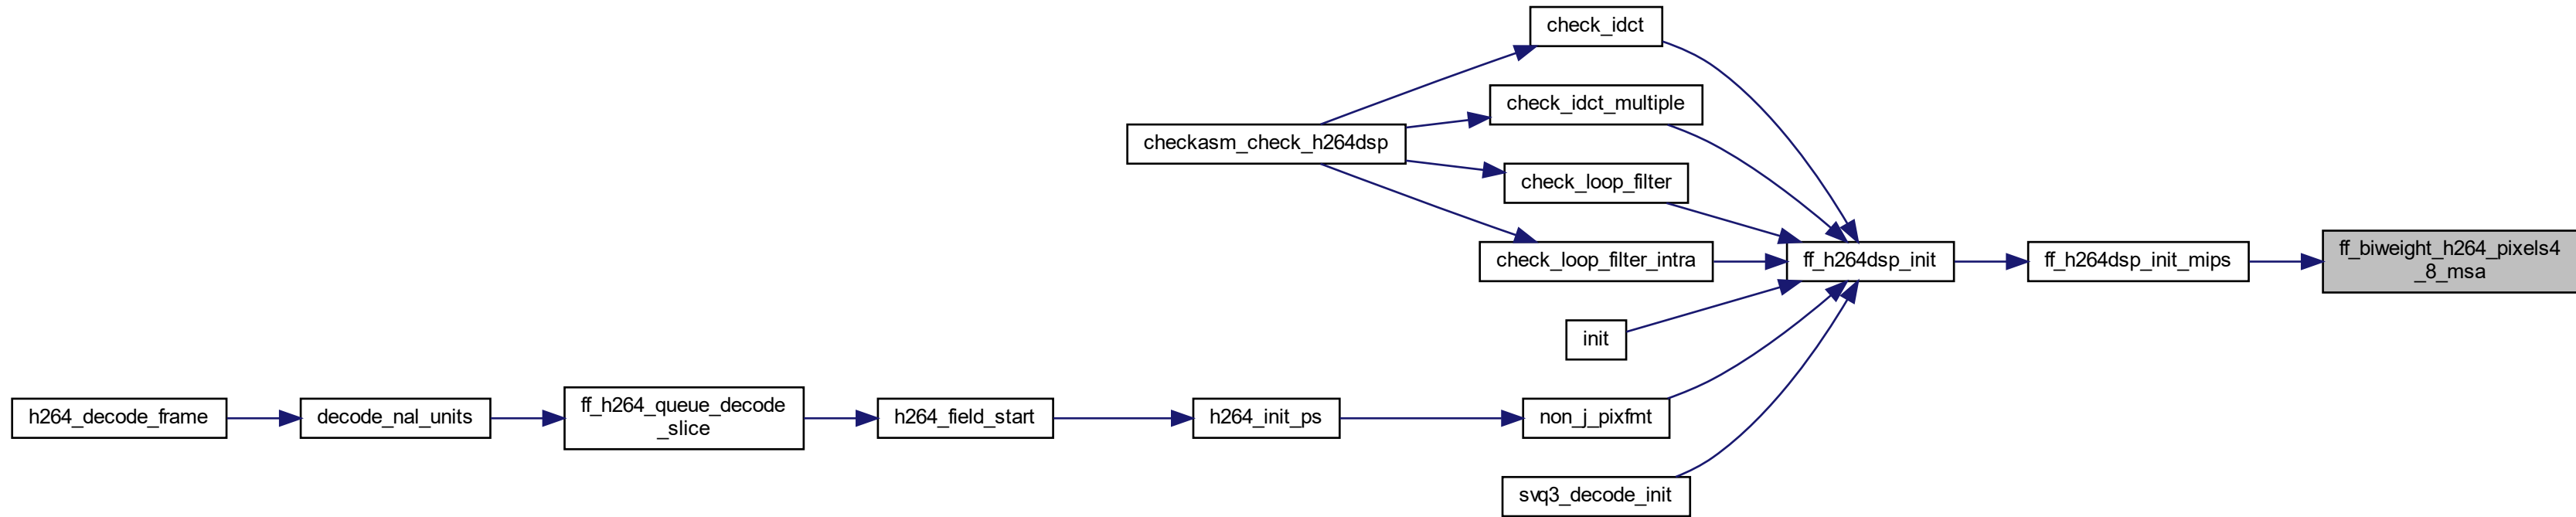 check_idct
check_idct_multiple
checkasm_check_h264dsp
check_loop_filter
check_loop_filter_intra
ff_h264dsp_init
ff_h264dsp_init_mips
ff_biweight_h264_pixels4
_8_msa
init
h264_decode_frame
decode_nal_units
ff_h264_queue_decode
_slice
h264_field_start
h264_init_ps
non_j_pixfmt
svq3_decode_init